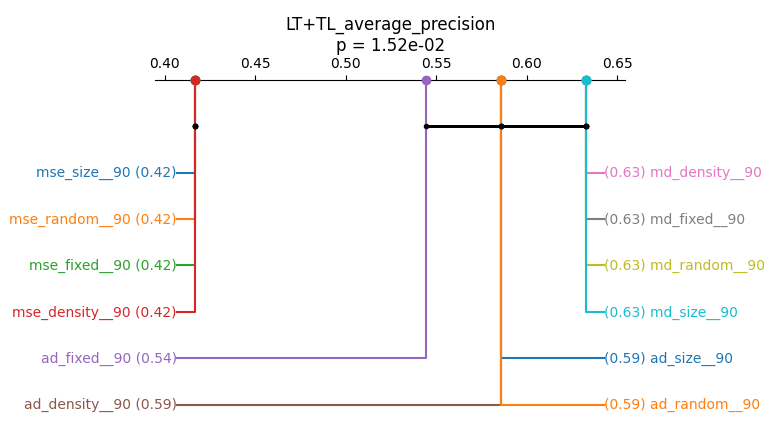 LT+TL_average_precision
p = 1.52e-02
0.40 0.45 0.50 0.55 0.60 0.65
mse_size__90 (0.42)
(0.63) md_density__90
mse_random__90 (0.42)
(0.63) md_fixed__90
mse_fixed__90 (0.42)
(0.63) md_random__90
mse_density__90 (0.42)
(0.63) md_size__90
ad_fixed__90 (0.54)
(0.59) ad_size__90
ad_density__90 (0.59)
(0.59) ad_random__90